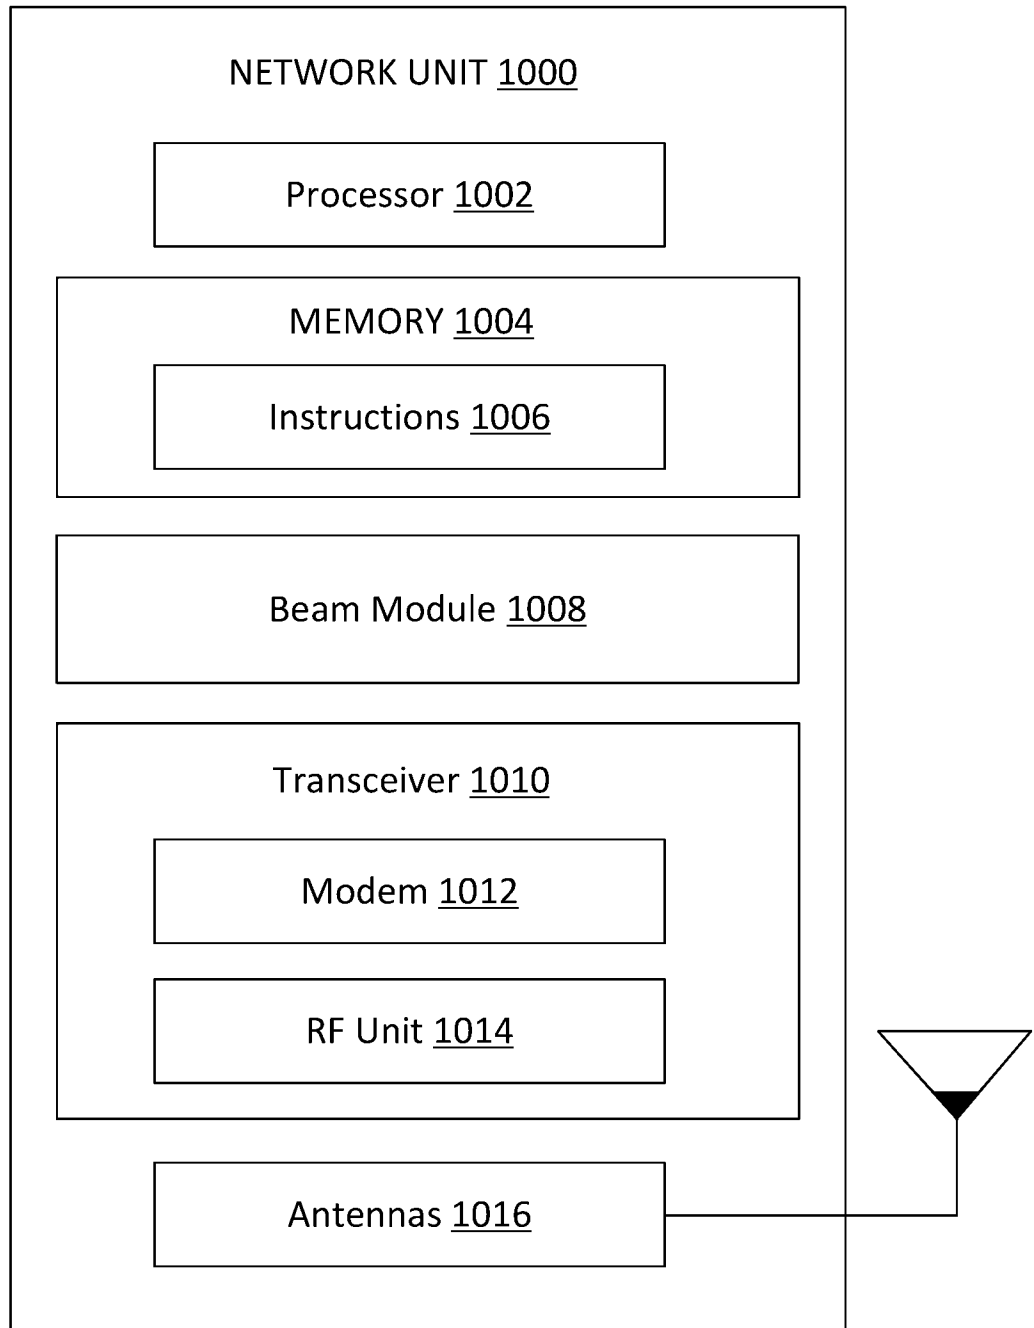 NETWORK UNIT 1000
Processor 1002
MEMORY 1004
Instructions 1006
Beam Module 1008
Transceiver 1010
Modem 1012
RF Unit 1014
Antennas 1016